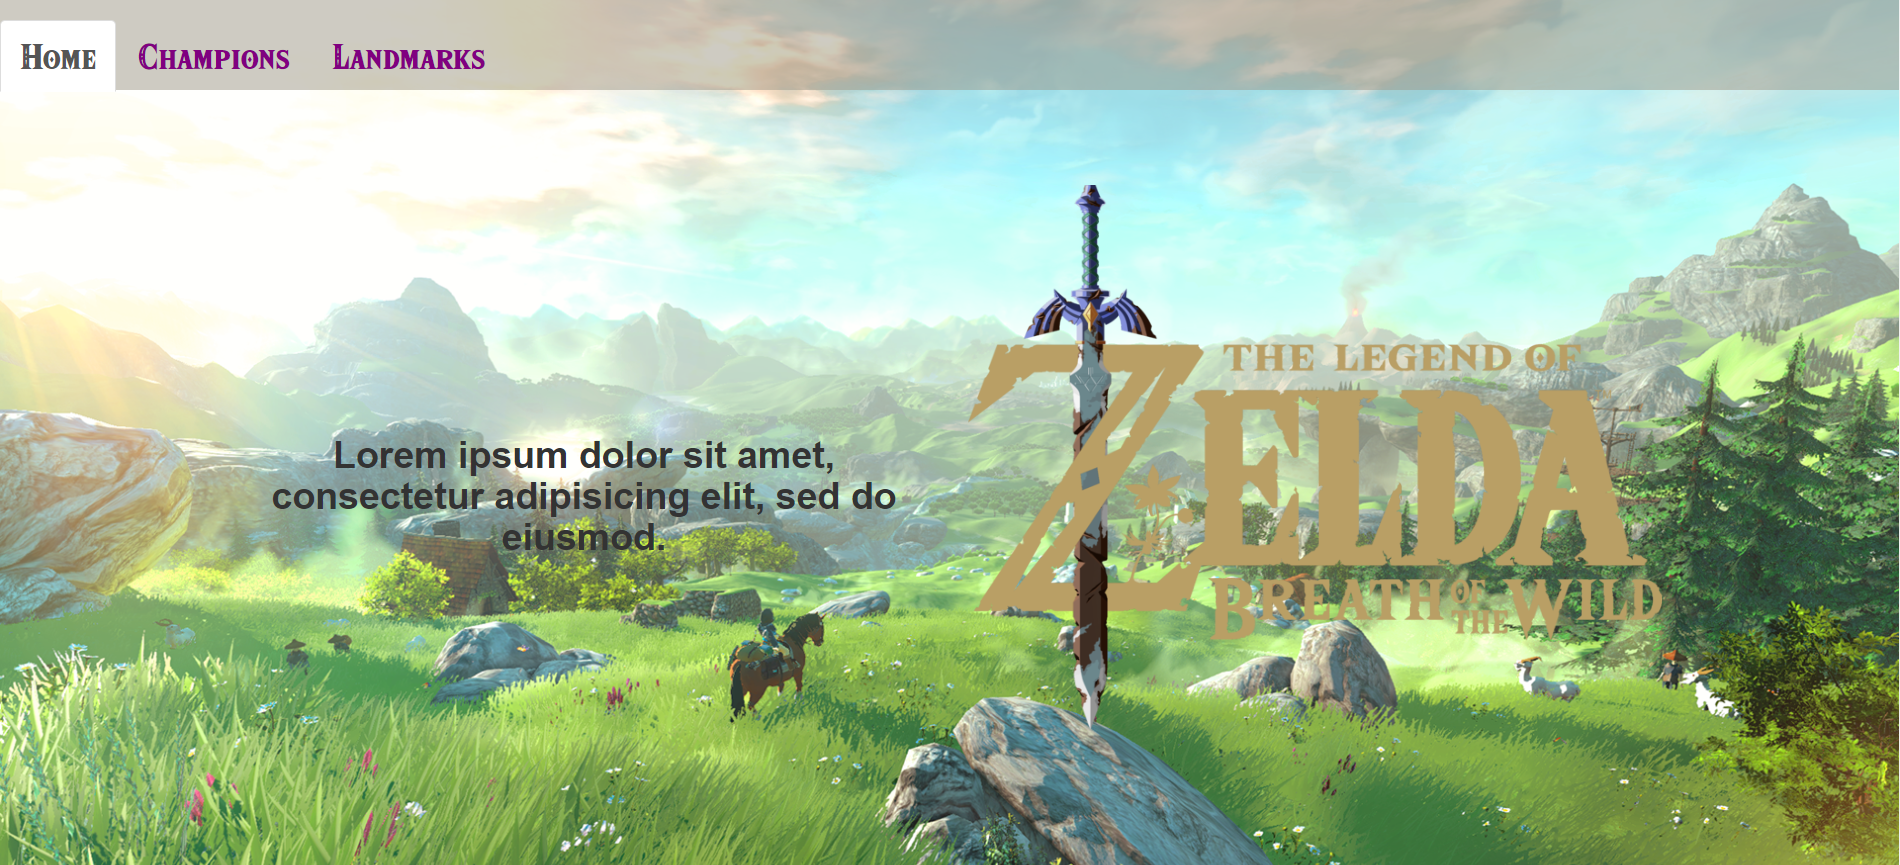 Home Champions Landmarks
THE LEGEND OF
ZELDA
Lorem ipsum dolor sit amet,
consectetur adipisicing elit, sed do
eiusmod.
BREATH OF THE WILD